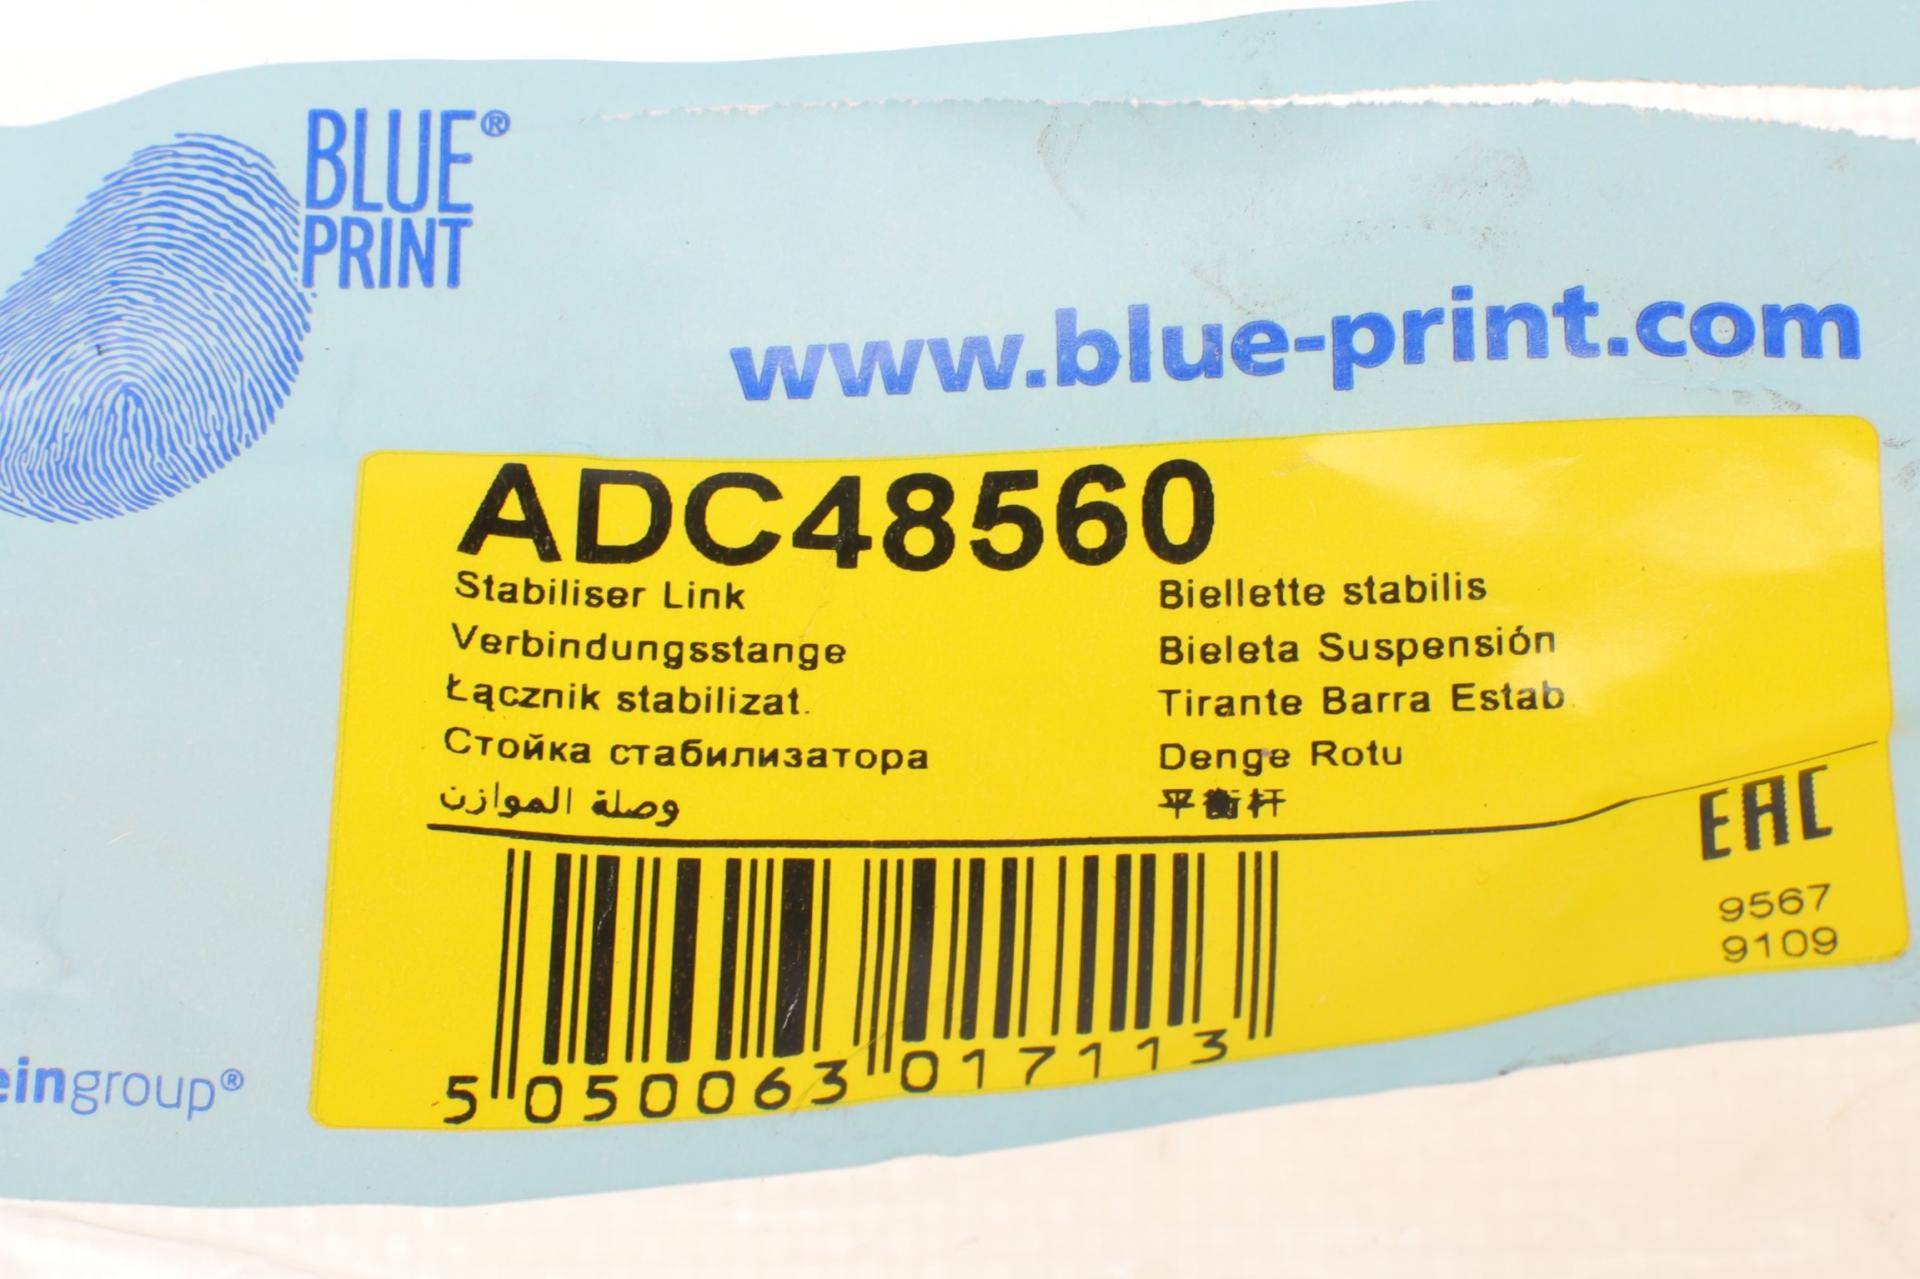 BLUE®
PRINT
www.blue-print.com
ADC48560
Stabiliser Link
Biellette stabilis
Verbindungsstange
Bieleta Suspensión
Łącznik stabilizat.
Tirante Barra Estab.
Стойка стабилизатора
Denge Rotu
وصلة الموازن
平衡杆
EAC
9567
9109
5 050063 017113
eingroup®